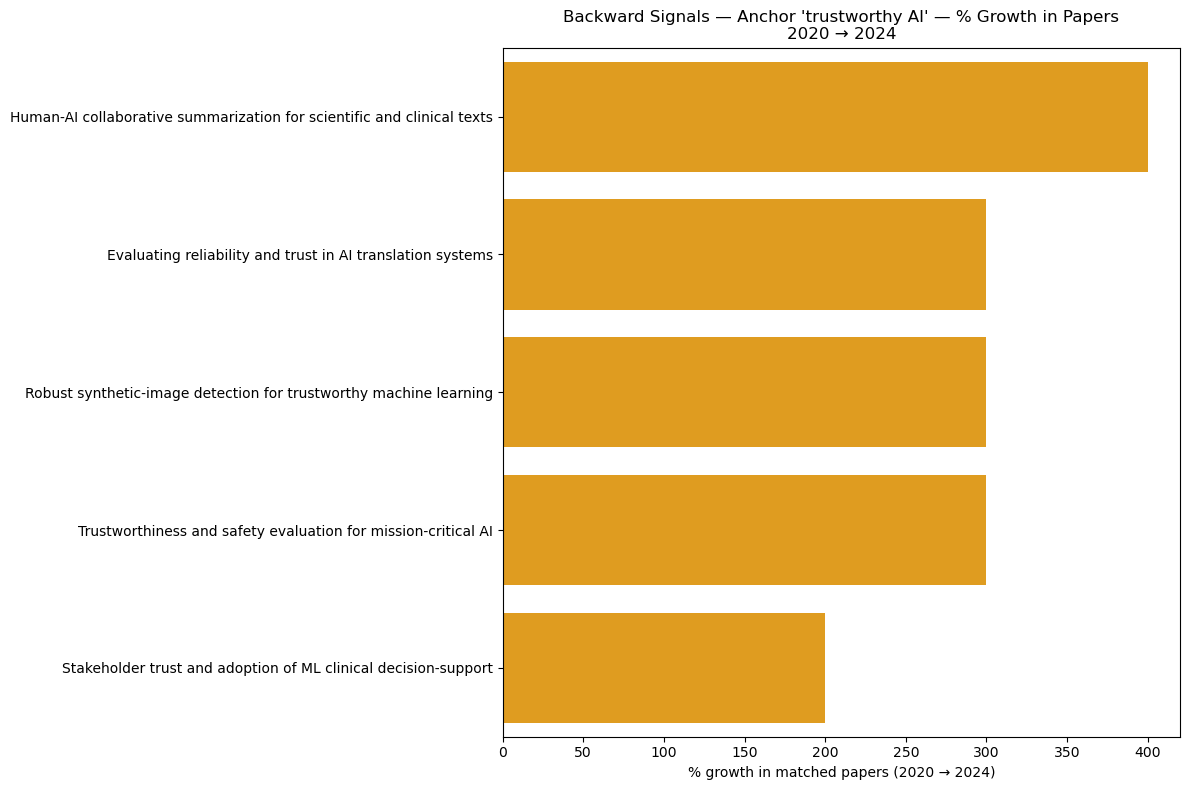 Backward Signals — Anchor 'trustworthy AI' — % Growth in Papers
2020 → 2024
Human-AI collaborative summarization for scientific and clinical texts
Evaluating reliability and trust in AI translation systems
Robust synthetic-image detection for trustworthy machine learning
Trustworthiness and safety evaluation for mission-critical AI
Stakeholder trust and adoption of ML clinical decision-support
0 50 100 150 200 250 300 350 400
% growth in matched papers (2020 → 2024)